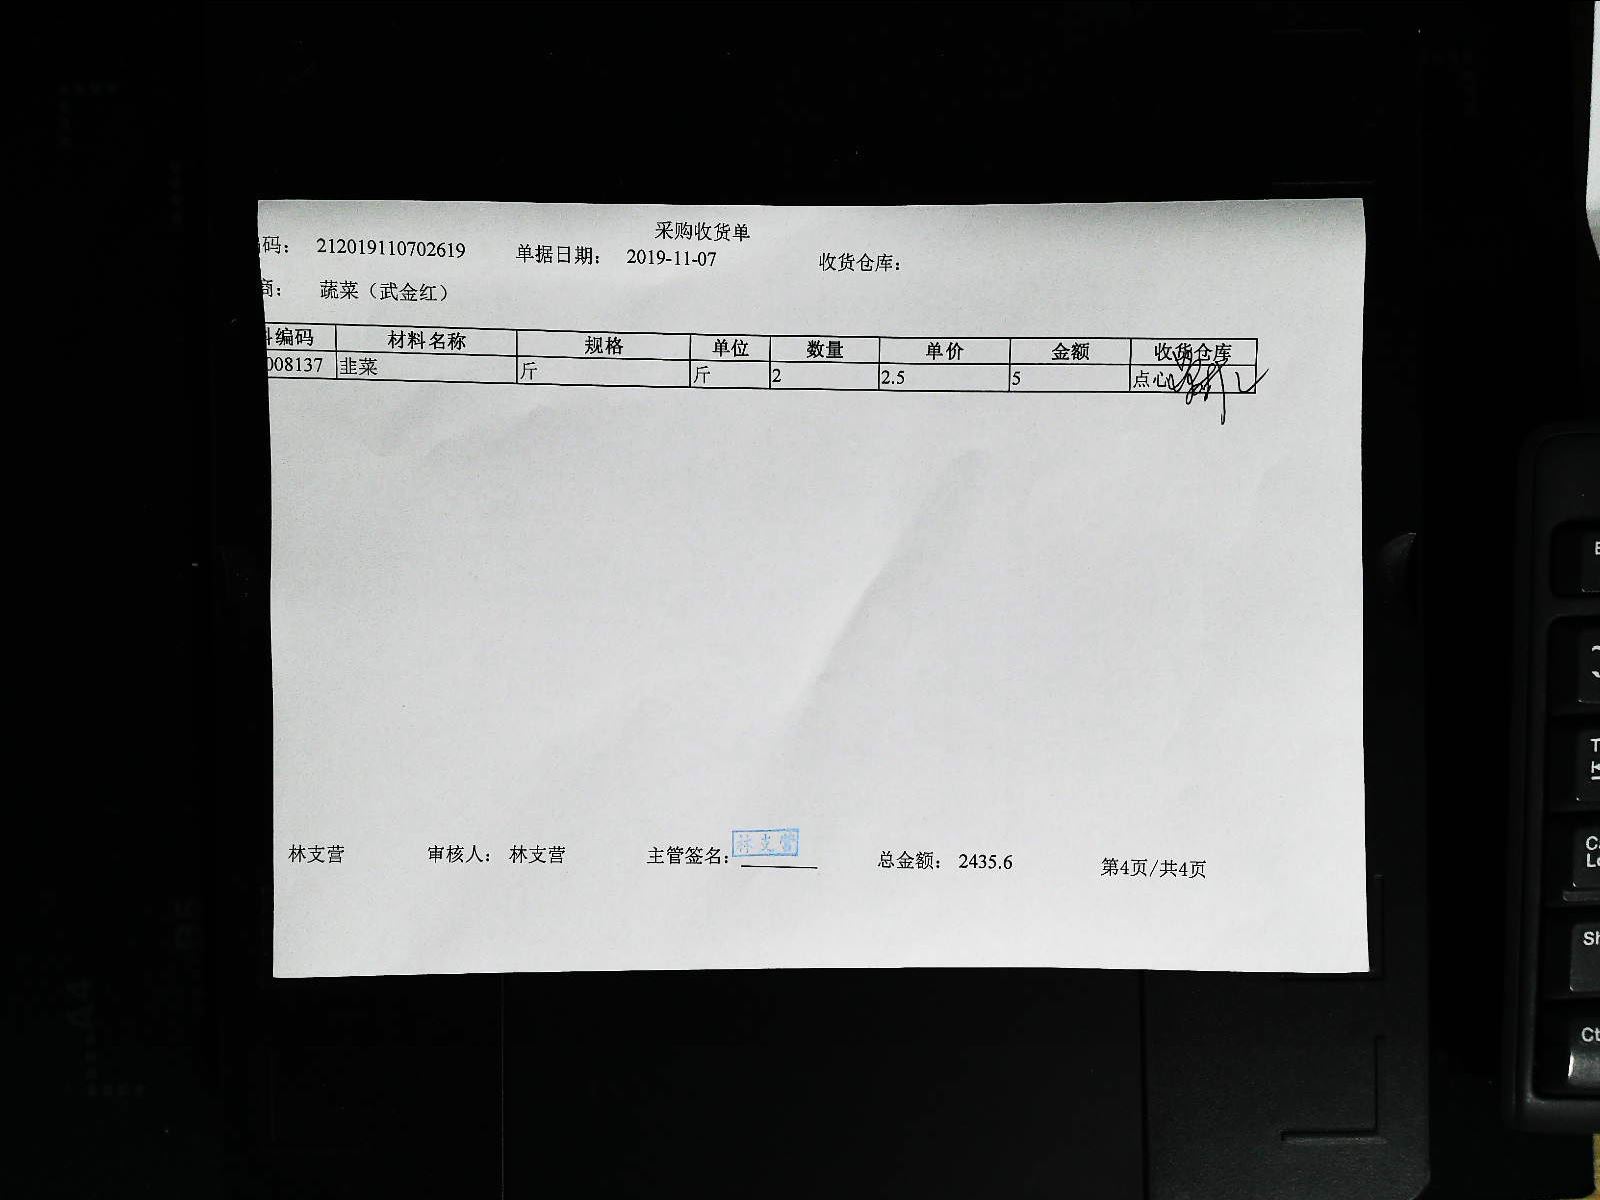 采购收货单
码： 212019110702619 单据日期： 2019-11-07 收货仓库：
商： 蔬菜（武金红）
料编码 材料名称 规格 单位 数量 单价 金额 收货仓库
008137 韭菜 斤 斤 2 2.5 5 点心
林支营 审核人： 林支营 主管签名： 林支营 总金额： 2435.6 第4页/共4页